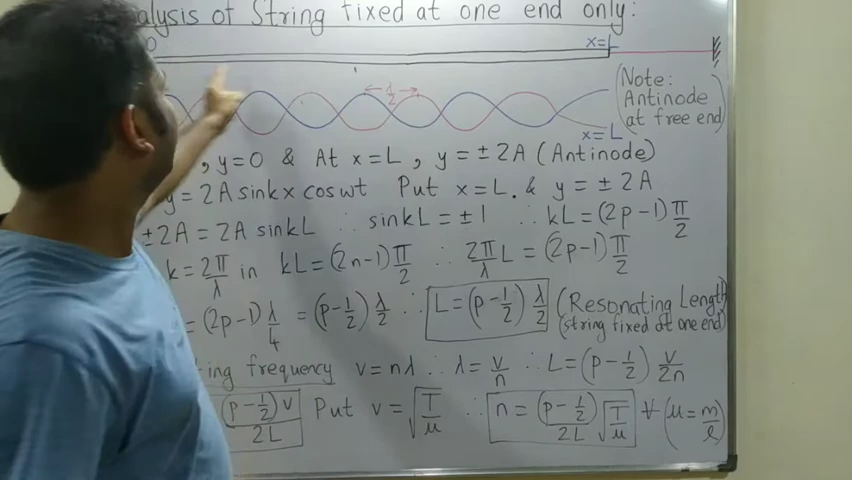 alysis of String fixed at one end only:
0 x=L
λ/2
(Note: Antinode at free end)
x=L
, y=0 & At x=L , y=±2A (Antinode)
y=2A sinkx coswt Put x=L. & y=±2A
±2A = 2A sinkL ∴ sinkL = ±1 ∴ kL=(2p-1)π/2
k=2π/λ in kL=(2n-1)π/2 ∴ 2π/λ L = (2p-1)π/2
= (2p-1)λ/4 = (p-1/2)λ/2 ∴ L=(p-1/2)λ/2 (Resonating Length (string fixed at one end)
ing frequency v=nλ ∴ λ=v/n ∴ L=(p-1/2) v/2n
(p-1/2)v/2L Put v=√T/μ ∴ n=(p-1/2)/2L √T/μ (μ=m/l)